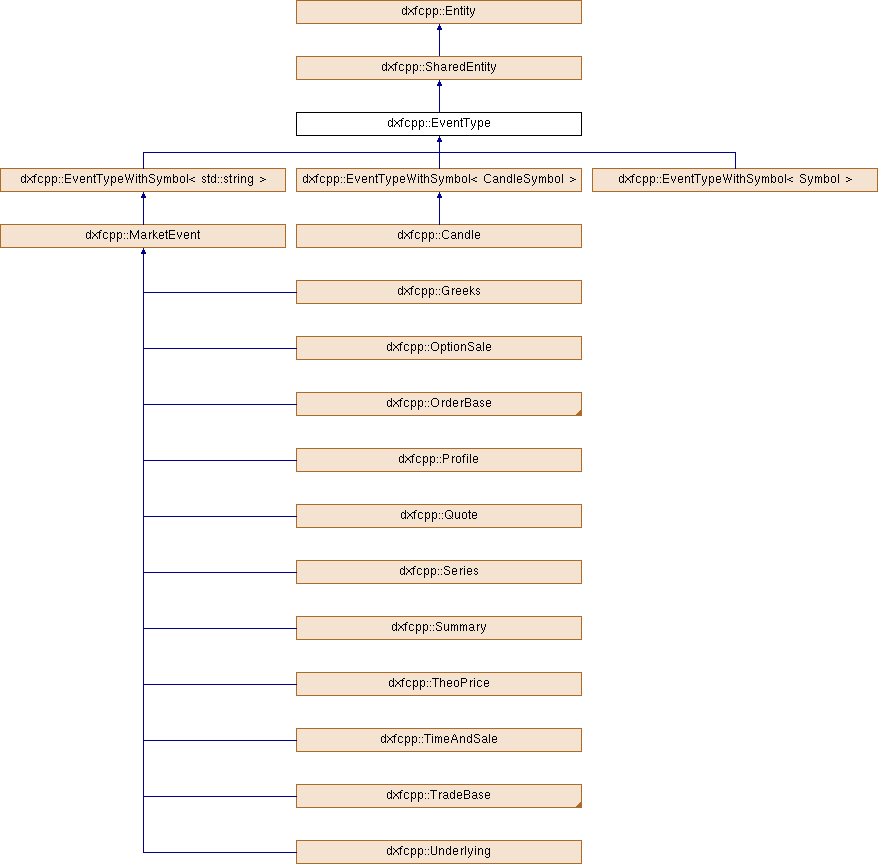 dxfcpp::Entity
dxfcpp::SharedEntity
dxfcpp::EventType
dxfcpp::EventTypeWithSymbol< std::string >
dxfcpp::EventTypeWithSymbol< CandleSymbol >
dxfcpp::EventTypeWithSymbol< Symbol >
dxfcpp::MarketEvent
dxfcpp::Candle
dxfcpp::Greeks
dxfcpp::OptionSale
dxfcpp::OrderBase
dxfcpp::Profile
dxfcpp::Quote
dxfcpp::Series
dxfcpp::Summary
dxfcpp::TheoPrice
dxfcpp::TimeAndSale
dxfcpp::TradeBase
dxfcpp::Underlying